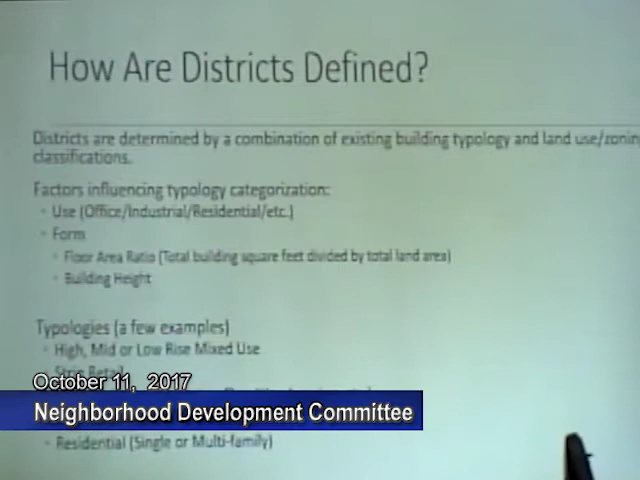 How Are Districts Defined?
Districts are determined by a combination of existing building typology and land use/zoning
classifications.
Factors influencing typology categorization:
Use (Office/Industrial/Residential/etc.)
Form
Floor Area Ratio (Total building square feet divided by total land area)
Building Height
Typologies (a few examples)
High, Mid or Low Rise Mixed Use
Strip Retail
October 11, 2017
Neighborhood Development Committee
Residential (Single or Multi-family)